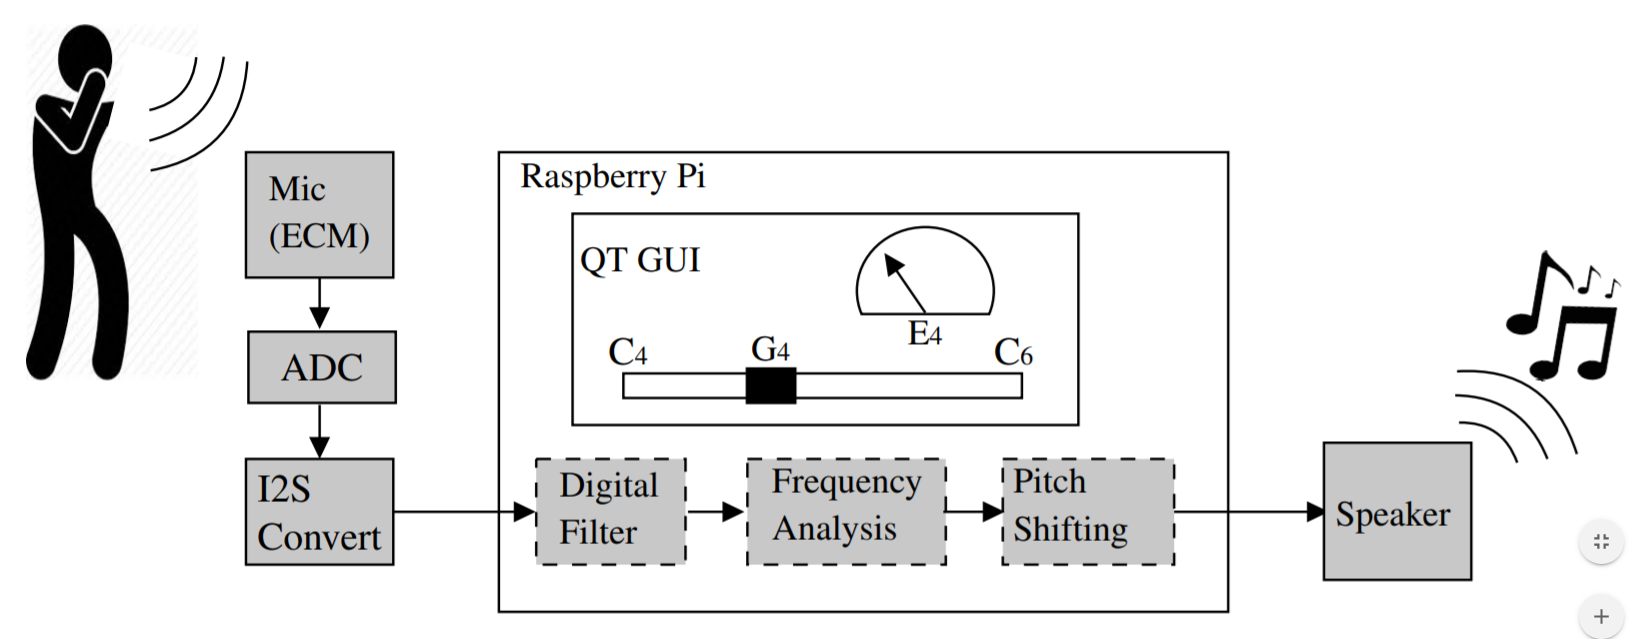 Mic
(ECM)
ADC
I2S
Convert
Raspberry Pi
QT GUI
E4
C4
G4
C6
Digital
Filter
Frequency
Analysis
Pitch
Shifting
Speaker